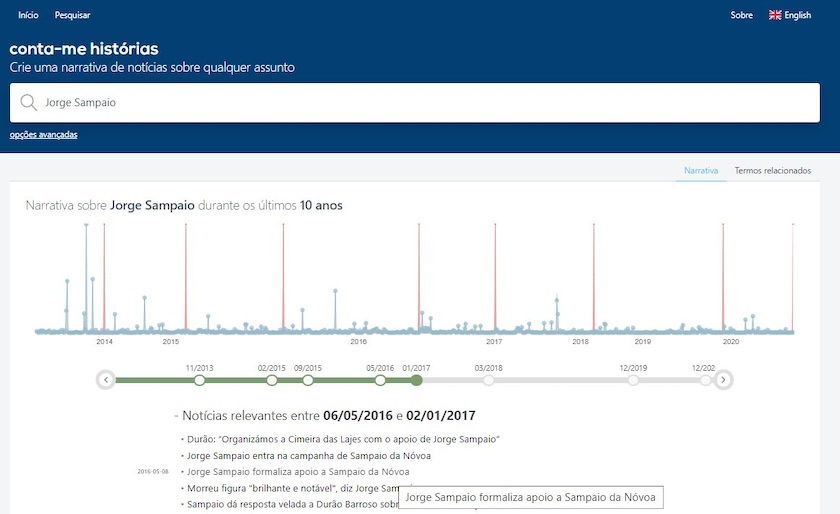 Início Pesquisar Sobre English
conta-me histórias
Crie uma narrativa de notícias sobre qualquer assunto
Jorge Sampaio
opções avançadas
Narrativa Termos relacionados
Narrativa sobre Jorge Sampaio durante os últimos 10 anos
2014 2015 2016 2017 2018 2019 2020
11/2013 02/2015 09/2015 05/2016 01/2017 03/2018 12/2019 12/202
- Notícias relevantes entre 06/05/2016 e 02/01/2017
• Durão: "Organizámos a Cimeira das Lajes com o apoio de Jorge Sampaio"
• Jorge Sampaio entra na campanha de Sampaio da Nóvoa
2016-05-08 • Jorge Sampaio formaliza apoio a Sampaio da Nóvoa
• Morreu figura "brilhante e notável", diz Jorge
Jorge Sampaio formaliza apoio a Sampaio da Nóvoa
• Sampaio dá resposta velada a Durão Barroso